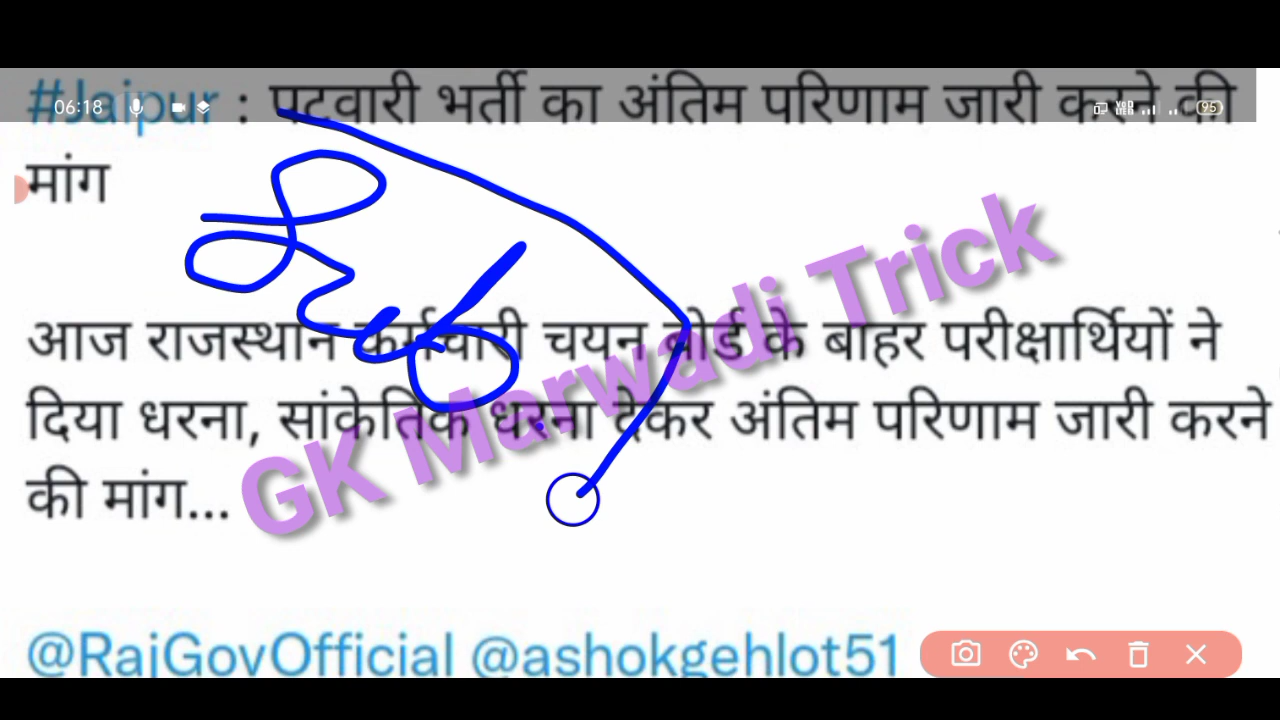 #Jaipur : पटवारी भर्ती का अंतिम परिणाम जारी करने की
06:18
95
मांग
आज राजस्थान कर्मचारी चयन बोर्ड के बाहर परीक्षार्थियों ने
दिया धरना, सांकेतिक धरना देकर अंतिम परिणाम जारी करने
की मांग...
GK Marwadi Trick
@RajGovOfficial @ashokgehlot51